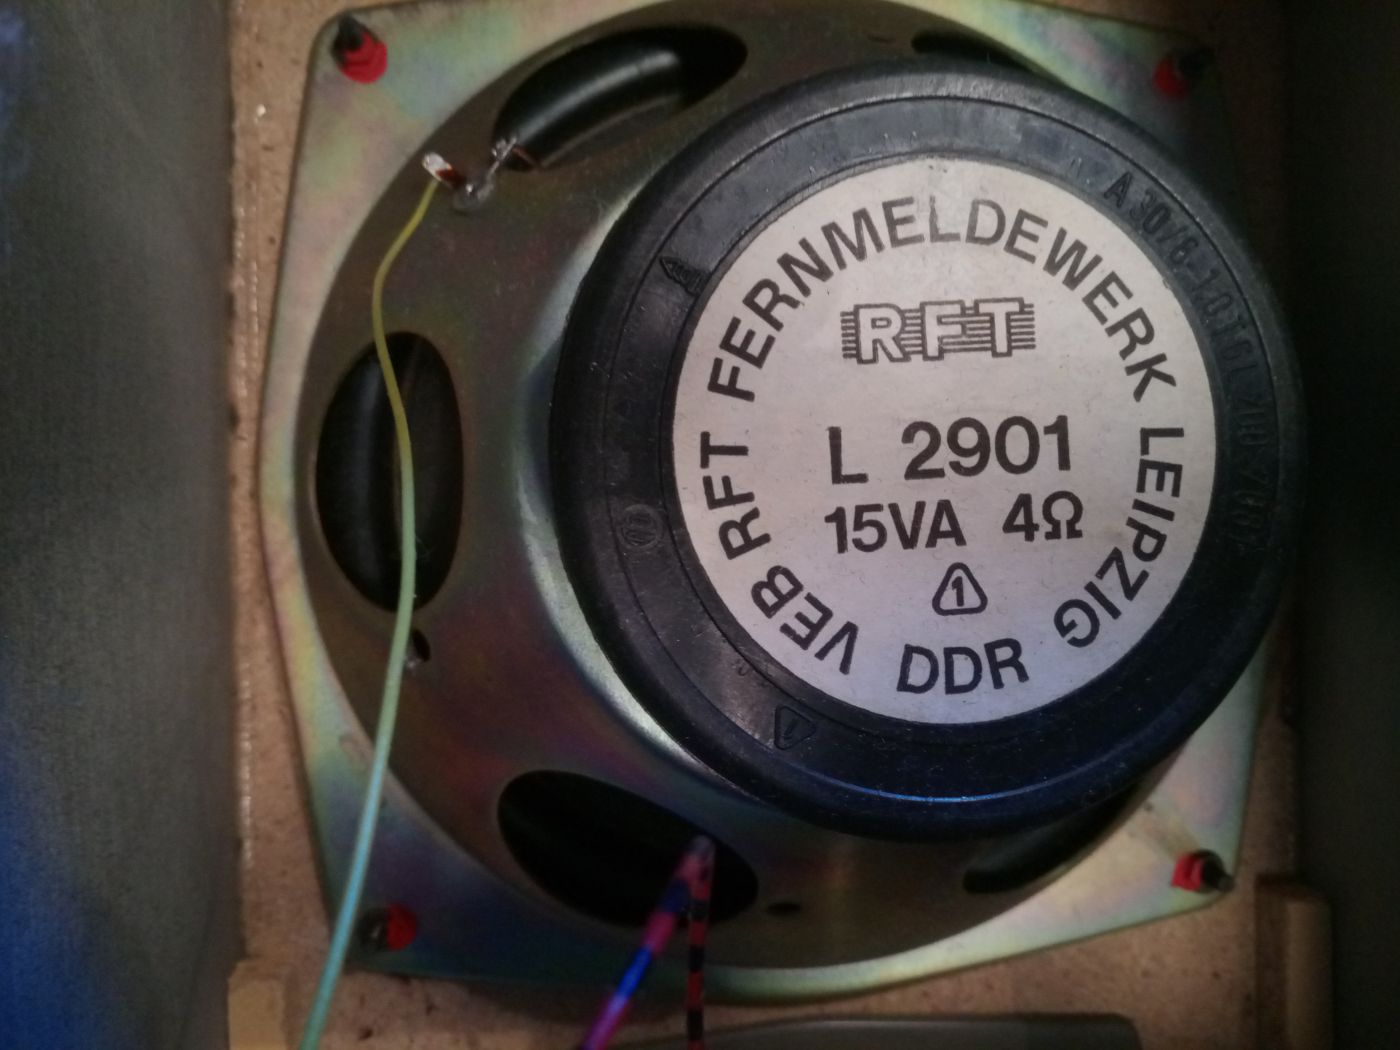 VEB RFT FERNMELDEWERK LEIPZIG
DDR
RFT
L 2901
15VA 4Ω
1